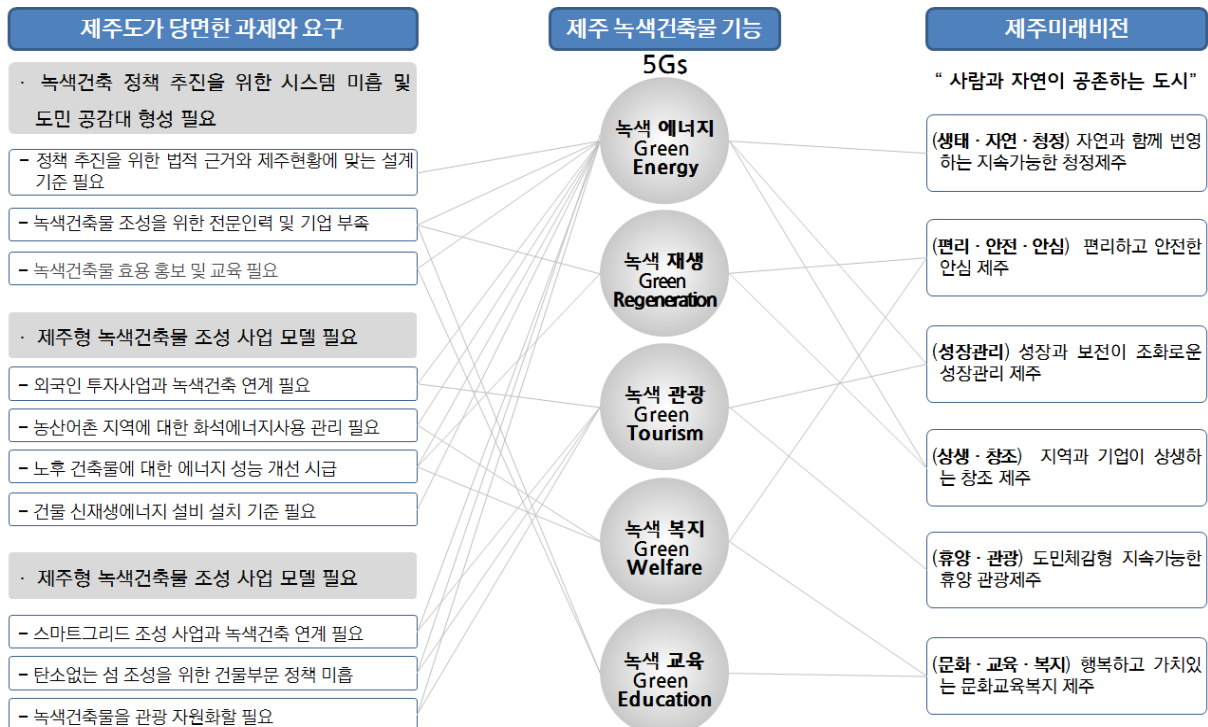 제주도가 당면한 과제와 요구
· 녹색건축 정책 추진을 위한 시스템 미흡 및
도민 공감대 형성 필요
– 정책 추진을 위한 법적 근거와 제주현황에 맞는 설계
기준 필요
– 녹색건축물 조성을 위한 전문인력 및 기업 부족
– 녹색건축물 효용 홍보 및 교육 필요
· 제주형 녹색건축물 조성 사업 모델 필요
– 외국인 투자사업과 녹색건축 연계 필요
– 농산어촌 지역에 대한 화석에너지사용 관리 필요
– 노후 건축물에 대한 에너지 성능 개선 시급
– 건물 신재생에너지 설비 설치 기준 필요
· 제주형 녹색건축물 조성 사업 모델 필요
– 스마트그리드 조성 사업과 녹색건축 연계 필요
– 탄소없는 섬 조성을 위한 건물부문 정책 미흡
– 녹색건축물을 관광 자원화할 필요
제주 녹색건축물 기능
5Gs
녹색 에너지
Green
Energy
녹색 재생
Green
Regeneration
녹색 관광
Green
Tourism
녹색 복지
Green
Welfare
녹색 교육
Green
Education
제주미래비전
“ 사람과 자연이 공존하는 도시”
(생태 · 자연 · 청정) 자연과 함께 번영
하는 지속가능한 청정제주
(편리 · 안전 · 안심) 편리하고 안전한
안심 제주
(성장관리) 성장과 보전이 조화로운
성장관리 제주
(상생 · 창조) 지역과 기업이 상생하
는 창조 제주
(휴양 · 관광) 도민체감형 지속가능한
휴양 관광제주
(문화 · 교육 · 복지) 행복하고 가치있
는 문화교육복지 제주